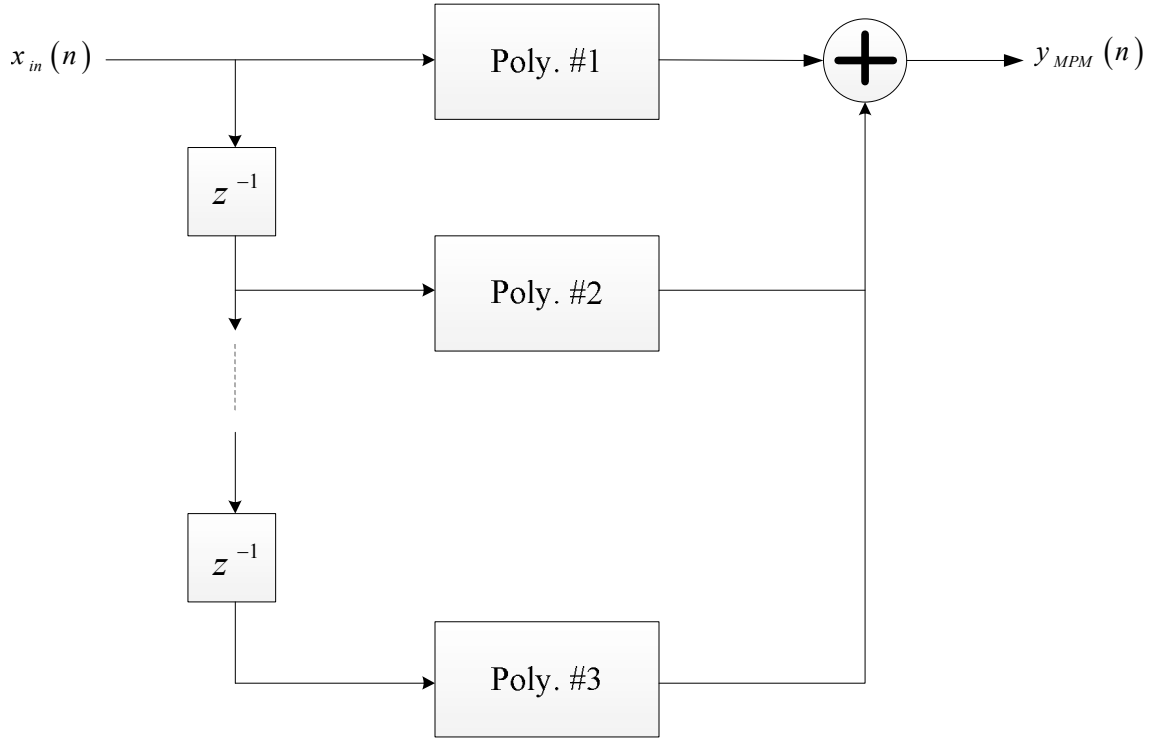 x_in(n)
Poly. #1
y_MPM(n)
z^−1
Poly. #2
z^−1
Poly. #3